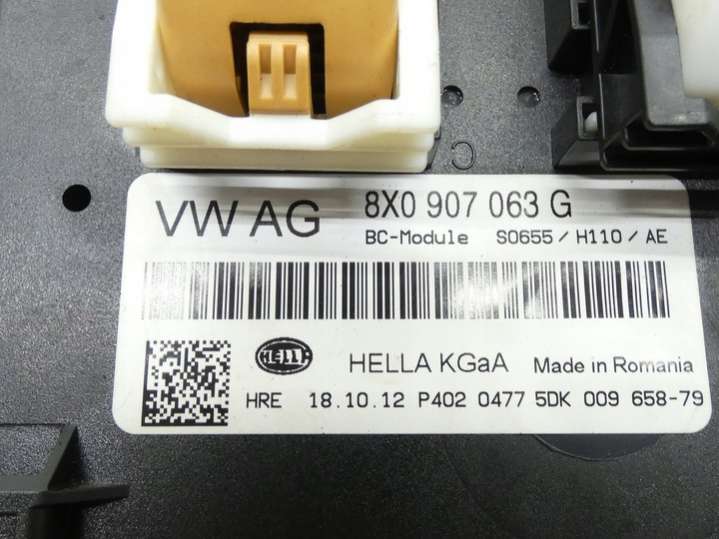 C
VW AG
8X0 907 063 G
BC-Module S0655 / H110 / AE
HELLA
HELLA KGaA Made in Romania
HRE 18.10.12 P402 0477 5DK 009 658-79